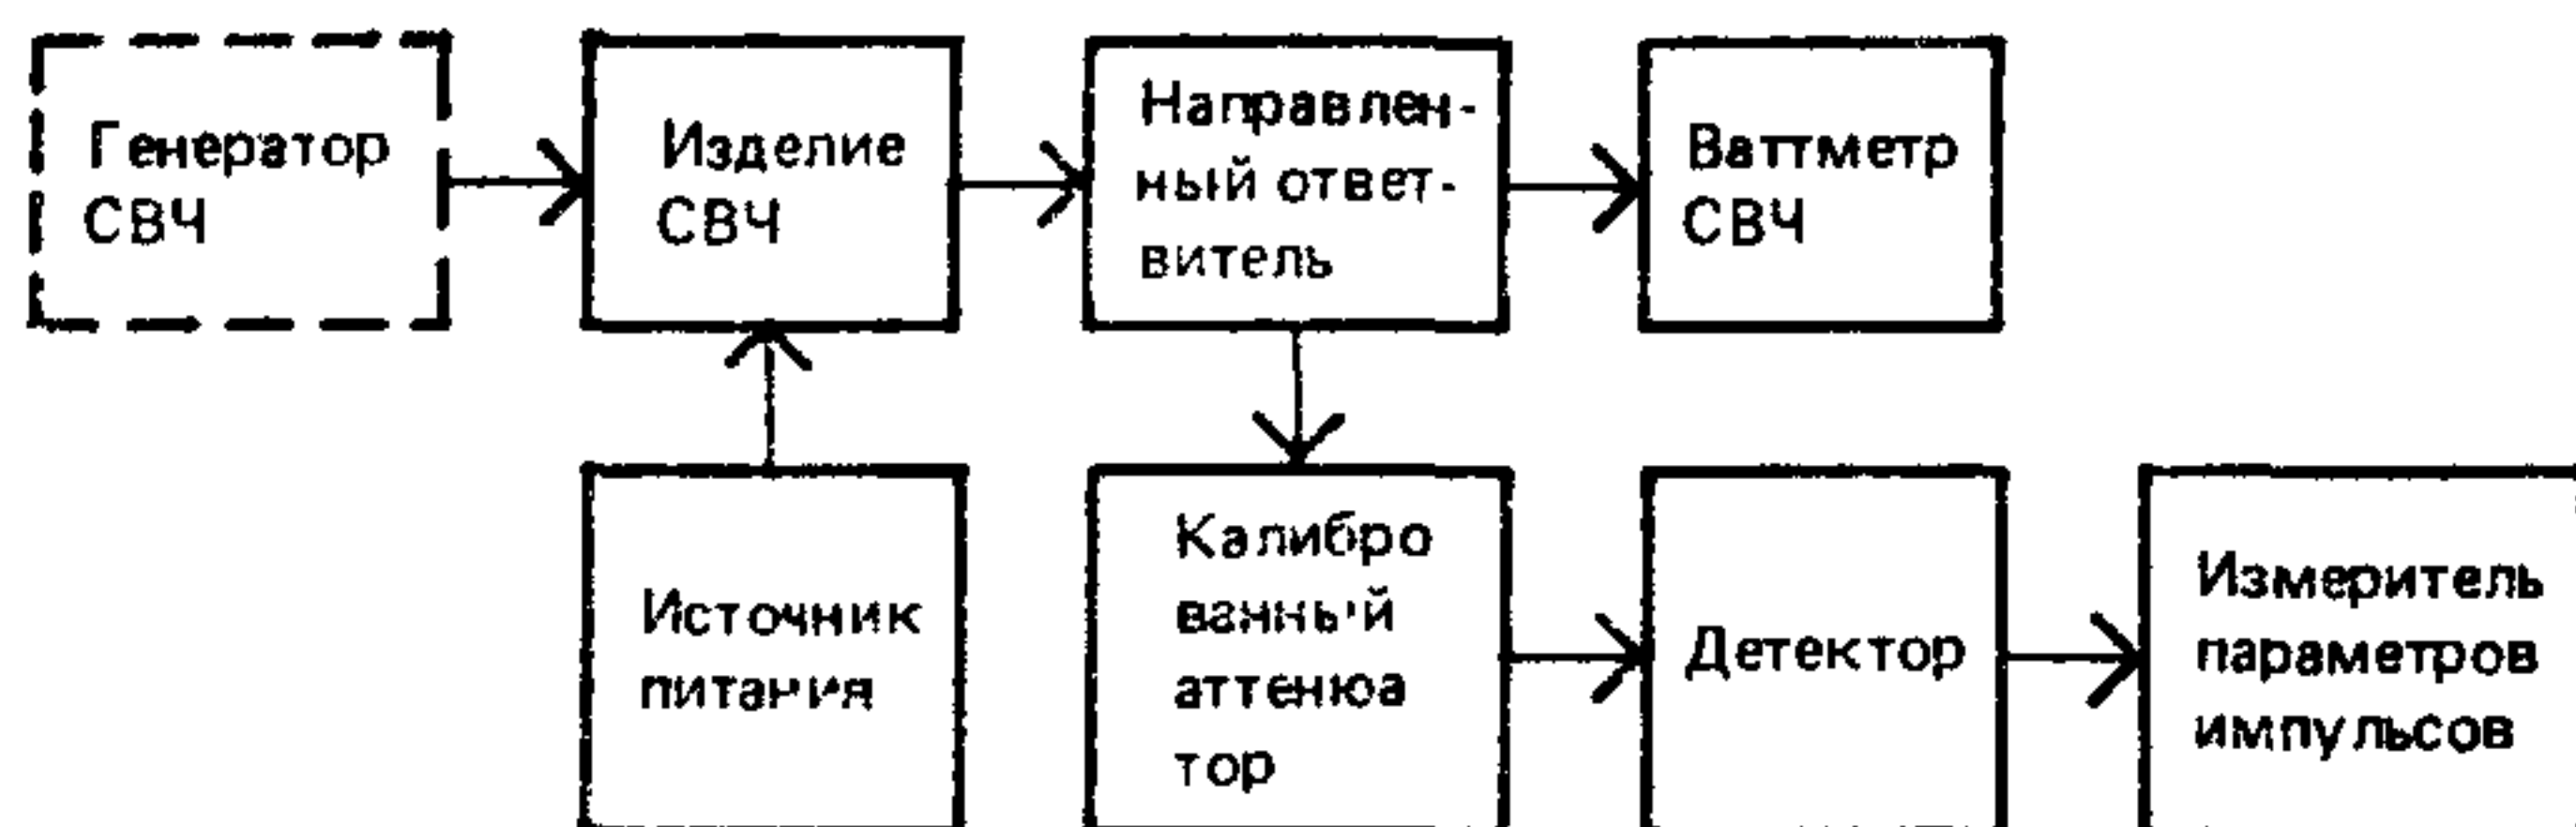 Генератор
СВЧ
Изделие
СВЧ
Направлен-
ный ответ-
витель
Ваттметр
СВЧ
Источник
питания
Калибро
ванный
аттенюа
тор
Детектор
Измеритель
параметров
импульсов